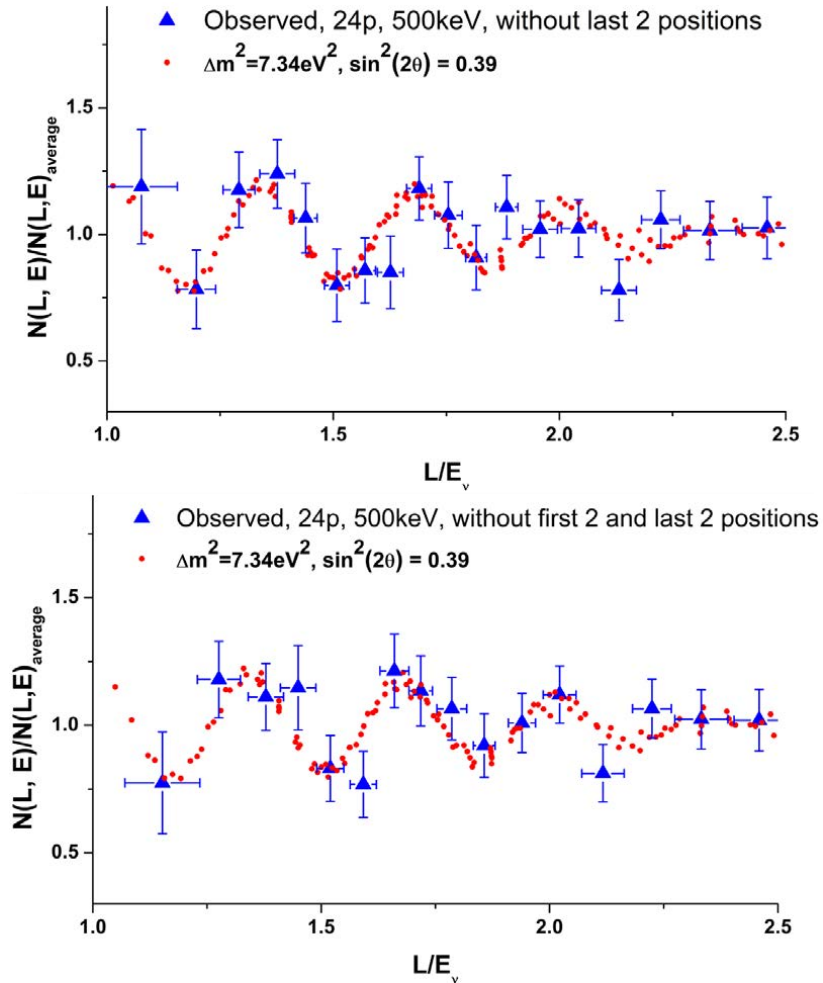 Observed, 24p, 500keV, without last 2 positions
Δm²=7.34eV², sin²(2θ) = 0.39
1.5
1.0
0.5
N(L, E)/N(L,E)average
1.0 1.5 2.0 2.5
L/Eν
Observed, 24p, 500keV, without first 2 and last 2 positions
Δm²=7.34eV², sin²(2θ) = 0.39
1.5
1.0
0.5
N(L, E)/N(L,E)average
1.0 1.5 2.0 2.5
L/Eν